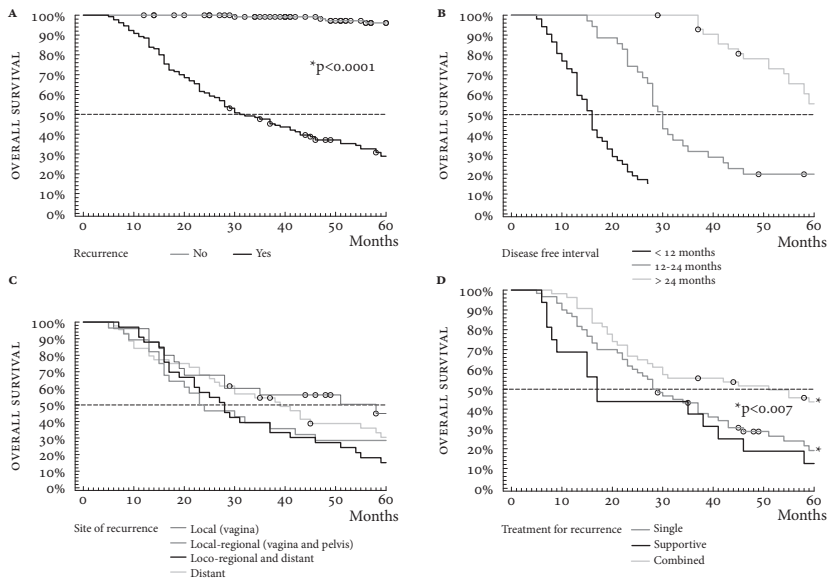 A
OVERALL SURVIVAL
100%
90%
80%
70%
60%
50%
40%
30%
20%
10%
0%
*p<0.0001
0 10 20 30 40 50 60
Months
Recurrence No Yes
B
OVERALL SURVIVAL
100%
90%
80%
70%
60%
50%
40%
30%
20%
10%
0%
0 10 20 30 40 50 60
Months
Disease free interval < 12 months
12-24 months
> 24 months
C
OVERALL SURVIVAL
100%
90%
80%
70%
60%
50%
40%
30%
20%
10%
0%
0 10 20 30 40 50 60
Months
Site of recurrence Local (vagina)
Local-regional (vagina and pelvis)
Loco-regional and distant
Distant
D
OVERALL SURVIVAL
100%
90%
80%
70%
60%
50%
40%
30%
20%
10%
0%
*
*p<0.007
*
0 10 20 30 40 50 60
Months
Treatment for recurrence Single
Supportive
Combined